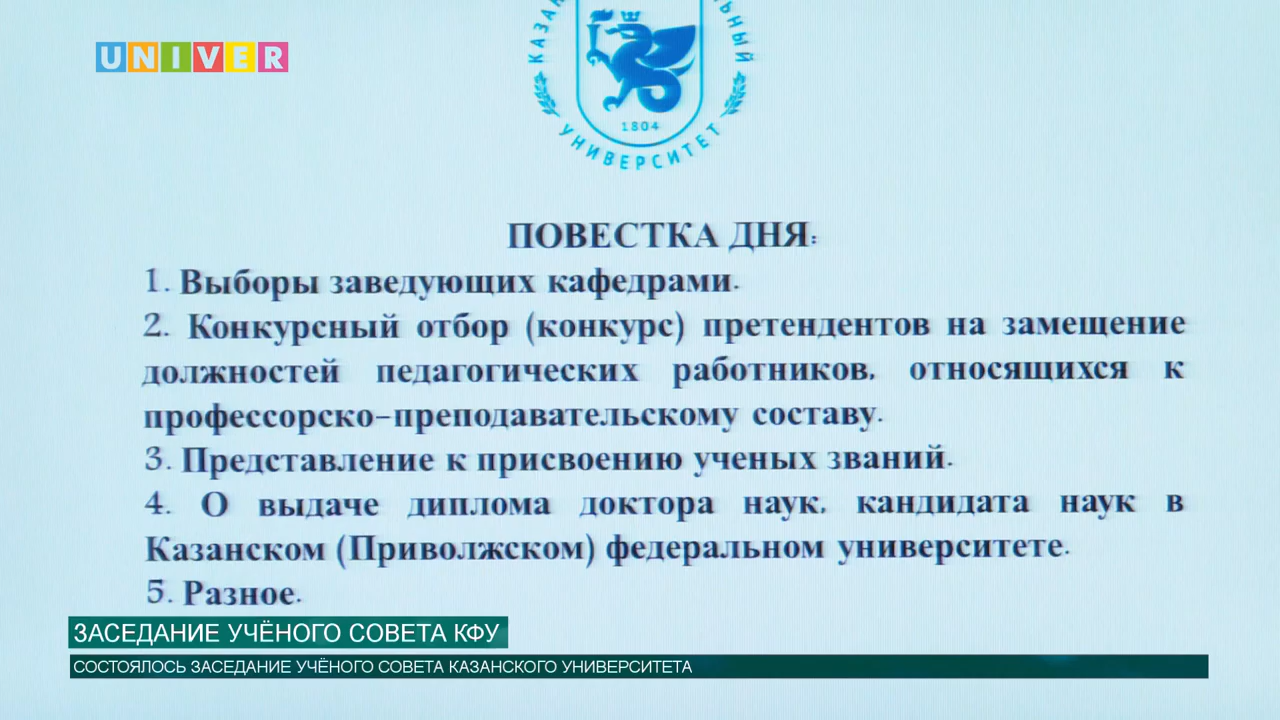 UNIVER
1804
УНИВЕРСИТЕТ
ПОВЕСТКА ДНЯ:
1. Выборы заведующих кафедрами.
2. Конкурсный отбор (конкурс) претендентов на замещение
должностей педагогических работников, относящихся к
профессорско-преподавательскому составу.
3. Представление к присвоению ученых званий.
4. О выдаче диплома доктора наук, кандидата наук в
Казанском (Приволжском) федеральном университете.
5. Разное.
ЗАСЕДАНИЕ УЧЁНОГО СОВЕТА КФУ
СОСТОЯЛОСЬ ЗАСЕДАНИЕ УЧЁНОГО СОВЕТА КАЗАНСКОГО УНИВЕРСИТЕТА